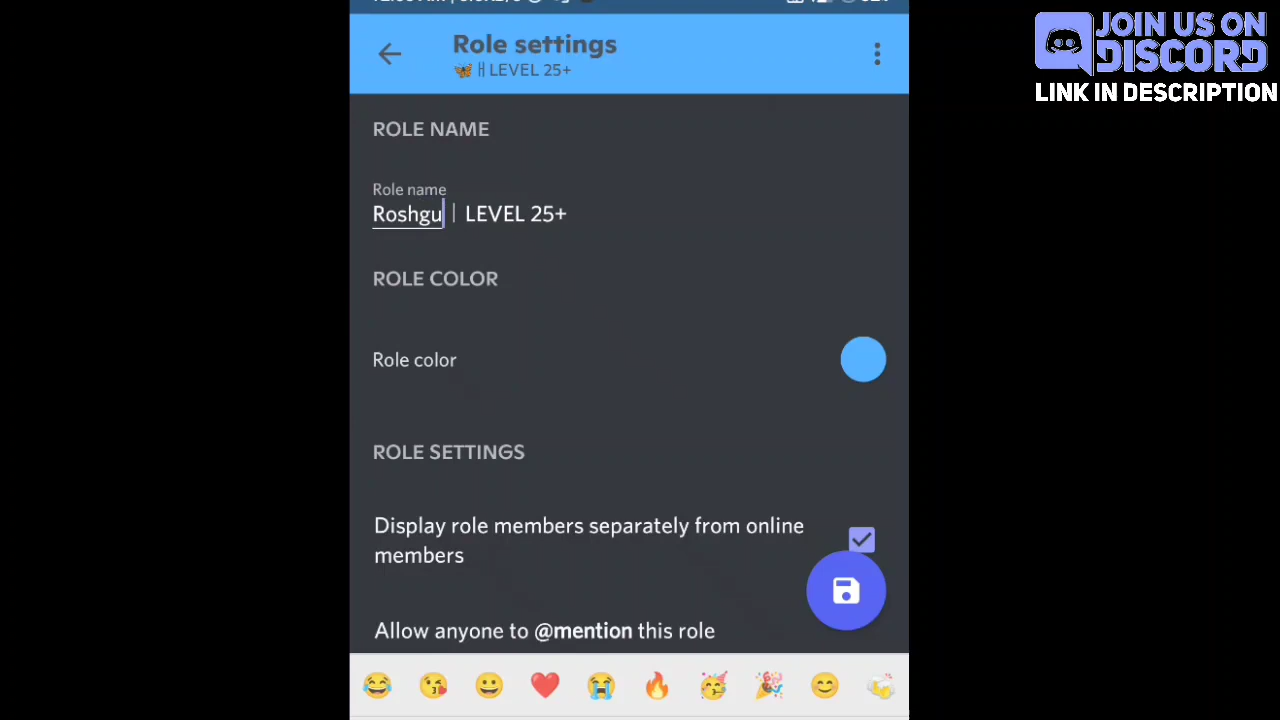 Role settings
🦋 ‖ LEVEL 25+
ROLE NAME
Role name
Roshgu | LEVEL 25+
ROLE COLOR
Role color
ROLE SETTINGS
Display role members separately from online
members
Allow anyone to @mention this role
JOIN US ON
DISCORD
LINK IN DESCRIPTION